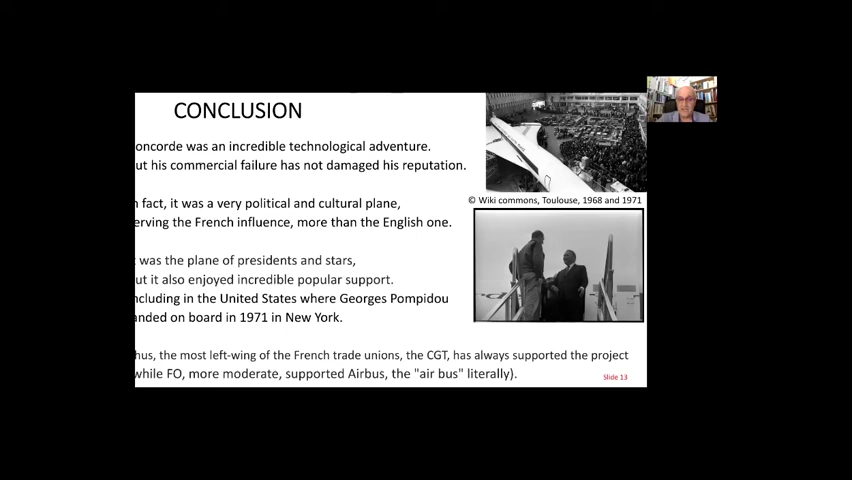 CONCLUSION
oncorde was an incredible technological adventure.
ut his commercial failure has not damaged his reputation.
n fact, it was a very political and cultural plane,
erving the French influence, more than the English one.
t was the plane of presidents and stars,
ut it also enjoyed incredible popular support.
ncluding in the United States where Georges Pompidou
anded on board in 1971 in New York.
hus, the most left-wing of the French trade unions, the CGT, has always supported the project
while FO, more moderate, supported Airbus, the "air bus" literally).
© Wiki commons, Toulouse, 1968 and 1971
Slide 13